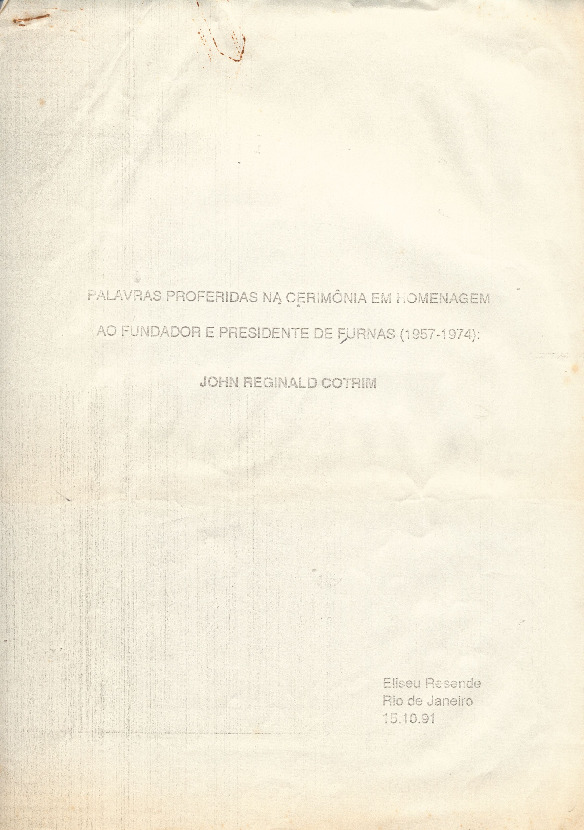 PALAVRAS PROFERIDAS NA CERIMÔNIA EM HOMENAGEM
AO FUNDADOR E PRESIDENTE DE FURNAS (1957-1974):
JOHN REGINALD COTRIM
Eliseu Resende
Rio de Janeiro
15.10.91